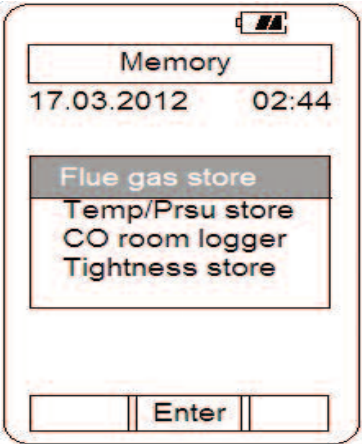 Memory
17.03.2012 02:44
Flue gas store
Temp/Prsu store
CO room logger
Tightness store
Enter